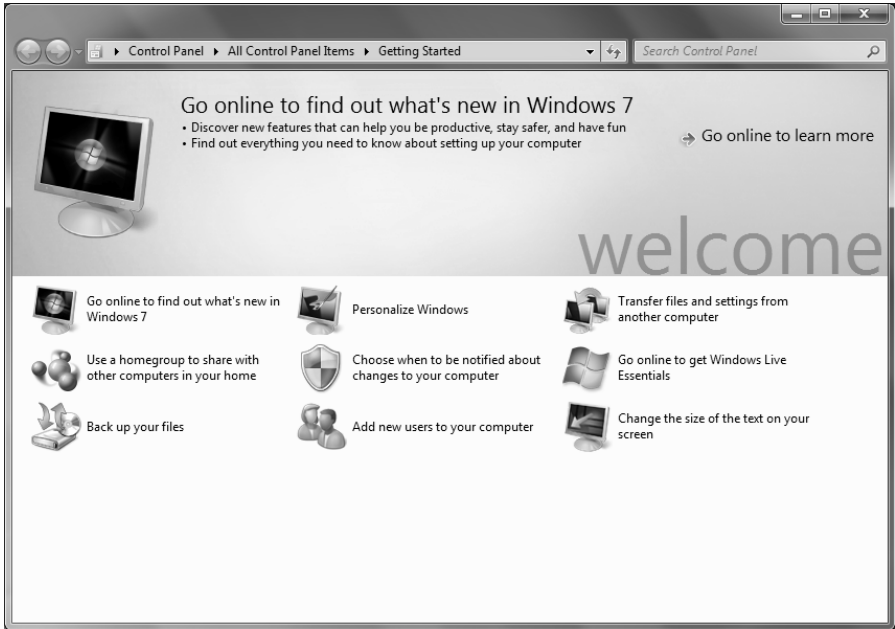 Control Panel ▸ All Control Panel Items ▸ Getting Started
Search Control Panel
Go online to find out what's new in Windows 7
• Discover new features that can help you be productive, stay safer, and have fun
• Find out everything you need to know about setting up your computer
Go online to learn more
welcome
Go online to find out what's new in
Windows 7
Personalize Windows
Transfer files and settings from
another computer
Use a homegroup to share with
other computers in your home
Choose when to be notified about
changes to your computer
Go online to get Windows Live
Essentials
Back up your files
Add new users to your computer
Change the size of the text on your
screen